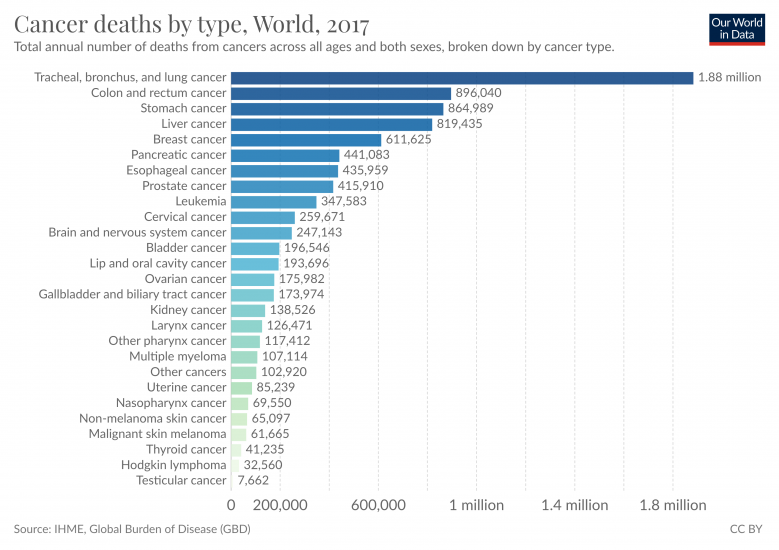 Cancer deaths by type, World, 2017
Our World
in Data
Total annual number of deaths from cancers across all ages and both sexes, broken down by cancer type.
Tracheal, bronchus, and lung cancer 1.88 million
Colon and rectum cancer 896,040
Stomach cancer 864,989
Liver cancer 819,435
Breast cancer 611,625
Pancreatic cancer 441,083
Esophageal cancer 435,959
Prostate cancer 415,910
Leukemia 347,583
Cervical cancer 259,671
Brain and nervous system cancer 247,143
Bladder cancer 196,546
Lip and oral cavity cancer 193,696
Ovarian cancer 175,982
Gallbladder and biliary tract cancer 173,974
Kidney cancer 138,526
Larynx cancer 126,471
Other pharynx cancer 117,412
Multiple myeloma 107,114
Other cancers 102,920
Uterine cancer 85,239
Nasopharynx cancer 69,550
Non-melanoma skin cancer 65,097
Malignant skin melanoma 61,665
Thyroid cancer 41,235
Hodgkin lymphoma 32,560
Testicular cancer 7,662
0 200,000 600,000 1 million 1.4 million 1.8 million
Source: IHME, Global Burden of Disease (GBD) CC BY